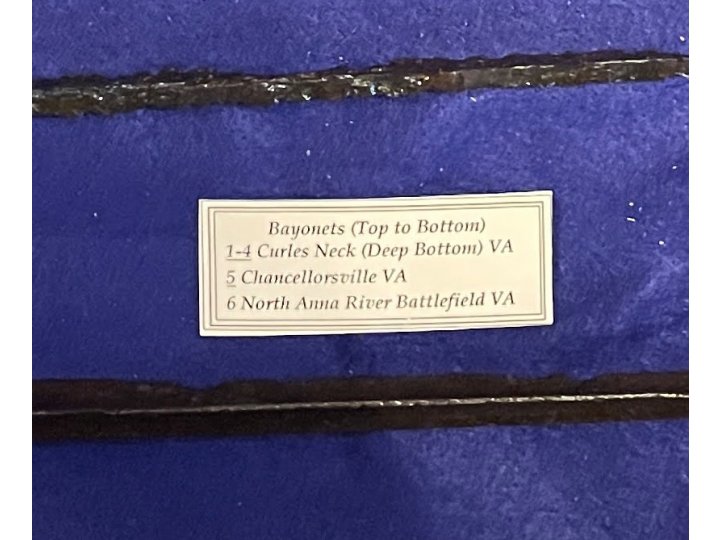 Bayonets (Top to Bottom)
1-4 Curles Neck (Deep Bottom) VA
5 Chancellorsville VA
6 North Anna River Battlefield VA